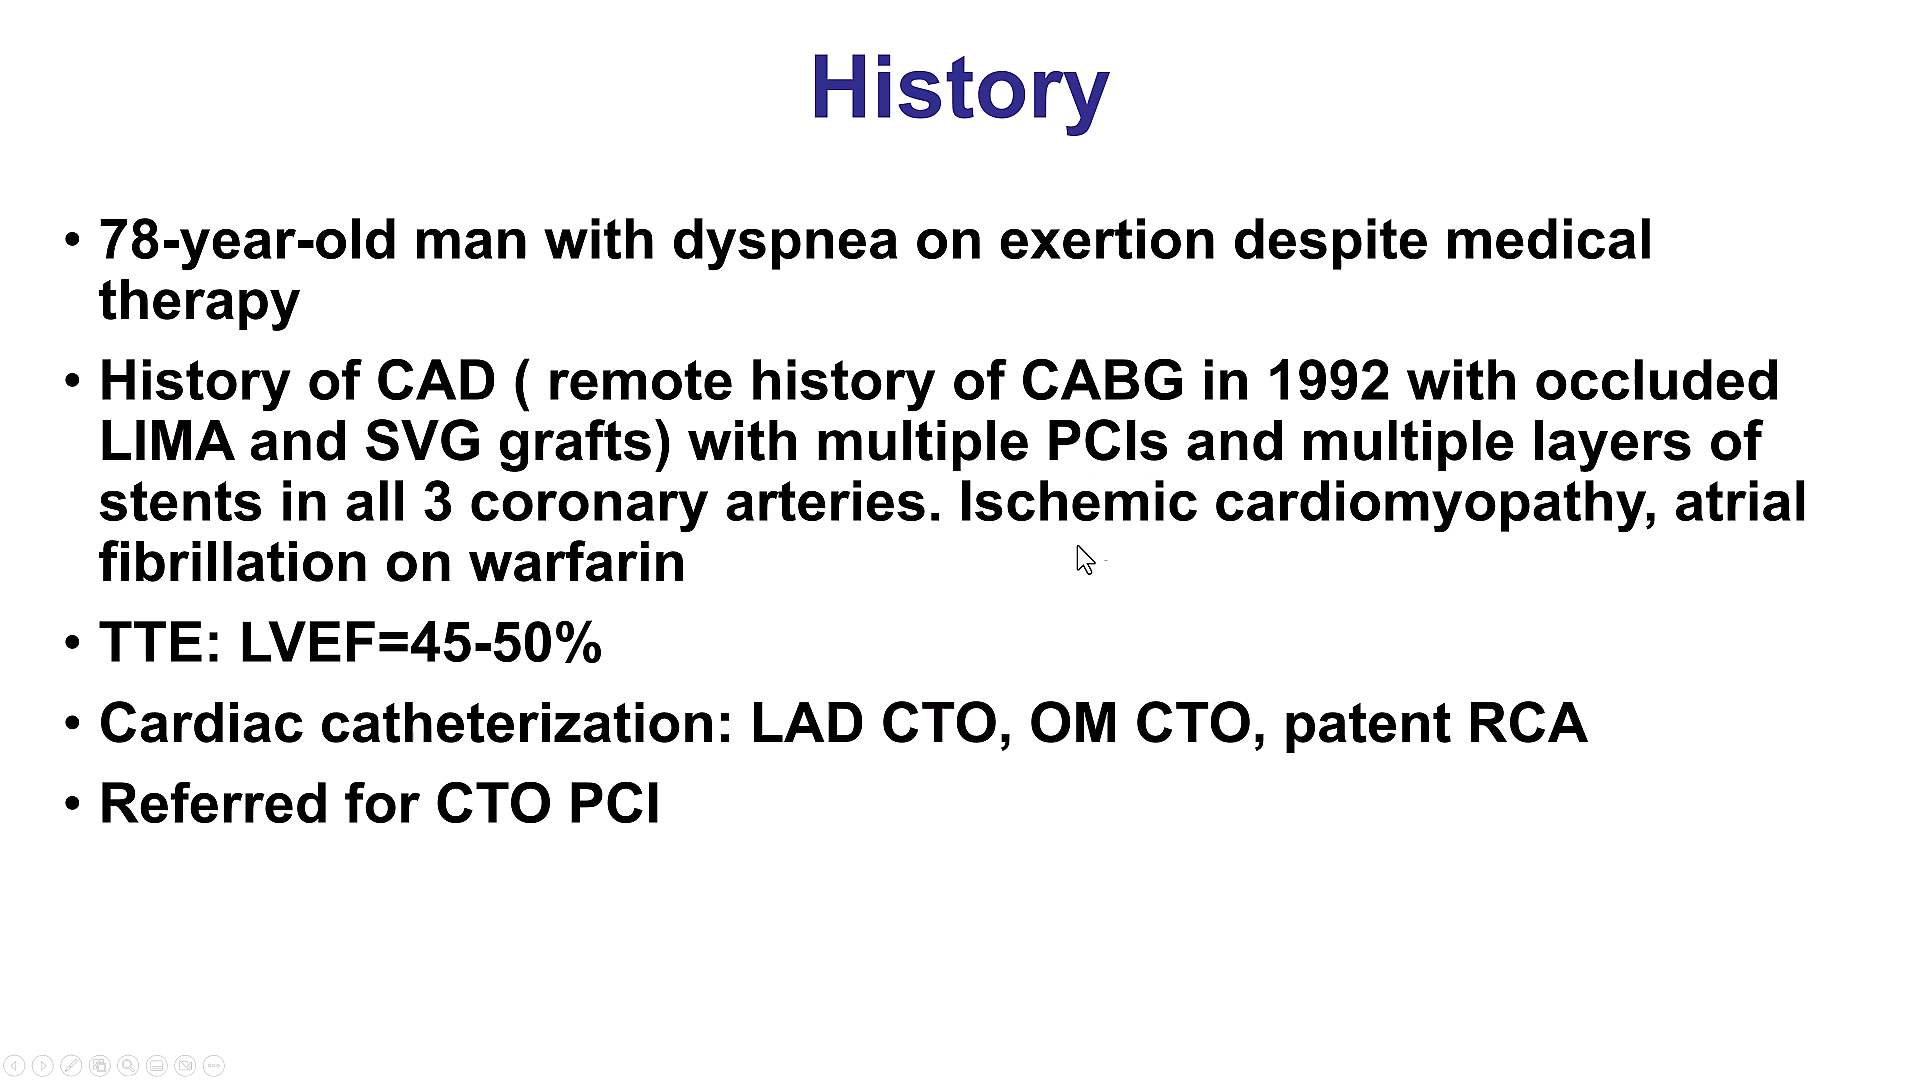 History
• 78-year-old man with dyspnea on exertion despite medical
therapy
• History of CAD ( remote history of CABG in 1992 with occluded
LIMA and SVG grafts) with multiple PCIs and multiple layers of
stents in all 3 coronary arteries. Ischemic cardiomyopathy, atrial
fibrillation on warfarin
• TTE: LVEF=45-50%
• Cardiac catheterization: LAD CTO, OM CTO, patent RCA
• Referred for CTO PCI